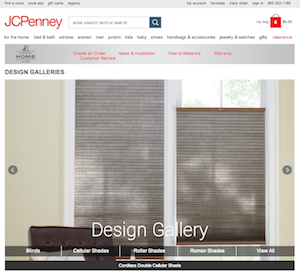 find a store store ads gift cards registry
my account favorites track order sign in 800.322.1189
JCPenney
enter search term or web id
my bag 0 $0.00
for the home bed & bath window women men juniors kids baby shoes handbags & accessories jewelry & watches gifts clearance
HOME
Create an Order Ideas & Inspiration How to Measure Warranty
Customer Service
DESIGN GALLERIES
Design Gallery
Blinds Cellular Shades Roller Shades Roman Shades View All
Cordless Double Cellular Shade